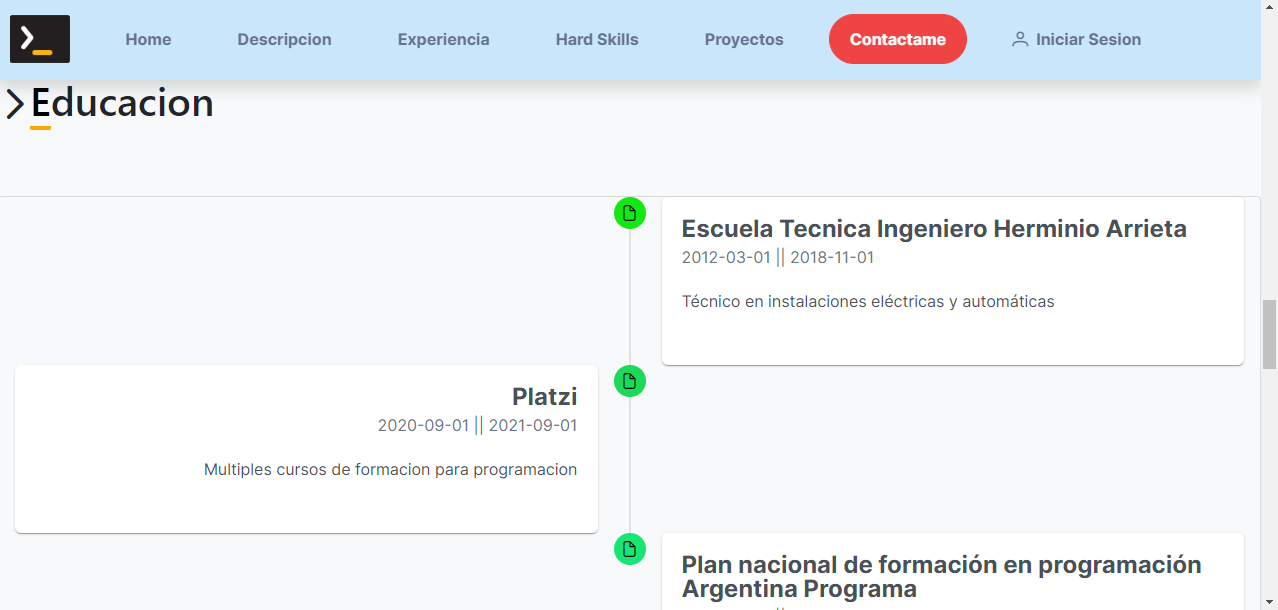 Home Descripcion Experiencia Hard Skills Proyectos Contactame Iniciar Sesion
Educacion
Escuela Tecnica Ingeniero Herminio Arrieta
2012-03-01 || 2018-11-01
Técnico en instalaciones eléctricas y automáticas
Platzi
2020-09-01 || 2021-09-01
Multiples cursos de formacion para programacion
Plan nacional de formación en programación
Argentina Programa